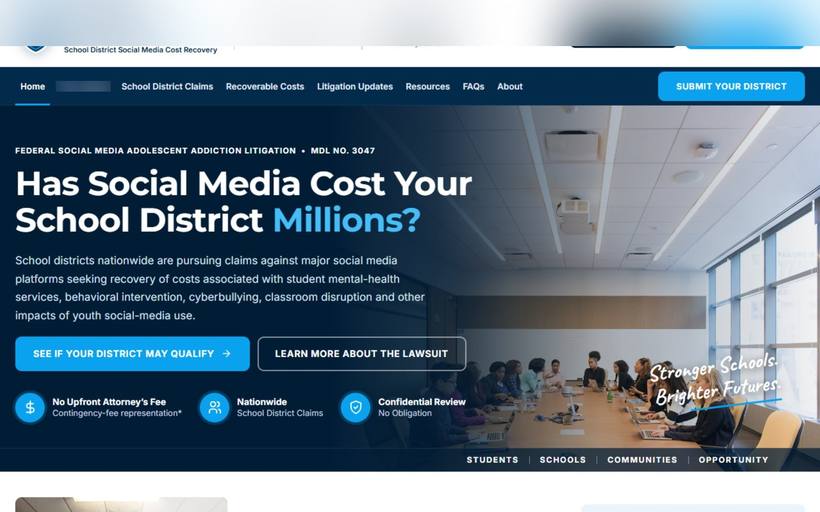 School District Social Media Cost Recovery
Home School District Claims Recoverable Costs Litigation Updates Resources FAQs About SUBMIT YOUR DISTRICT
FEDERAL SOCIAL MEDIA ADOLESCENT ADDICTION LITIGATION • MDL NO. 3047
Has Social Media Cost Your
School District Millions?
School districts nationwide are pursuing claims against major social media
platforms seeking recovery of costs associated with student mental-health
services, behavioral intervention, cyberbullying, classroom disruption and other
impacts of youth social-media use.
SEE IF YOUR DISTRICT MAY QUALIFY → LEARN MORE ABOUT THE LAWSUIT
No Upfront Attorney's Fee
Contingency-fee representation*
Nationwide
School District Claims
Confidential Review
No Obligation
Stronger Schools.
Brighter Futures.
STUDENTS | SCHOOLS | COMMUNITIES | OPPORTUNITY